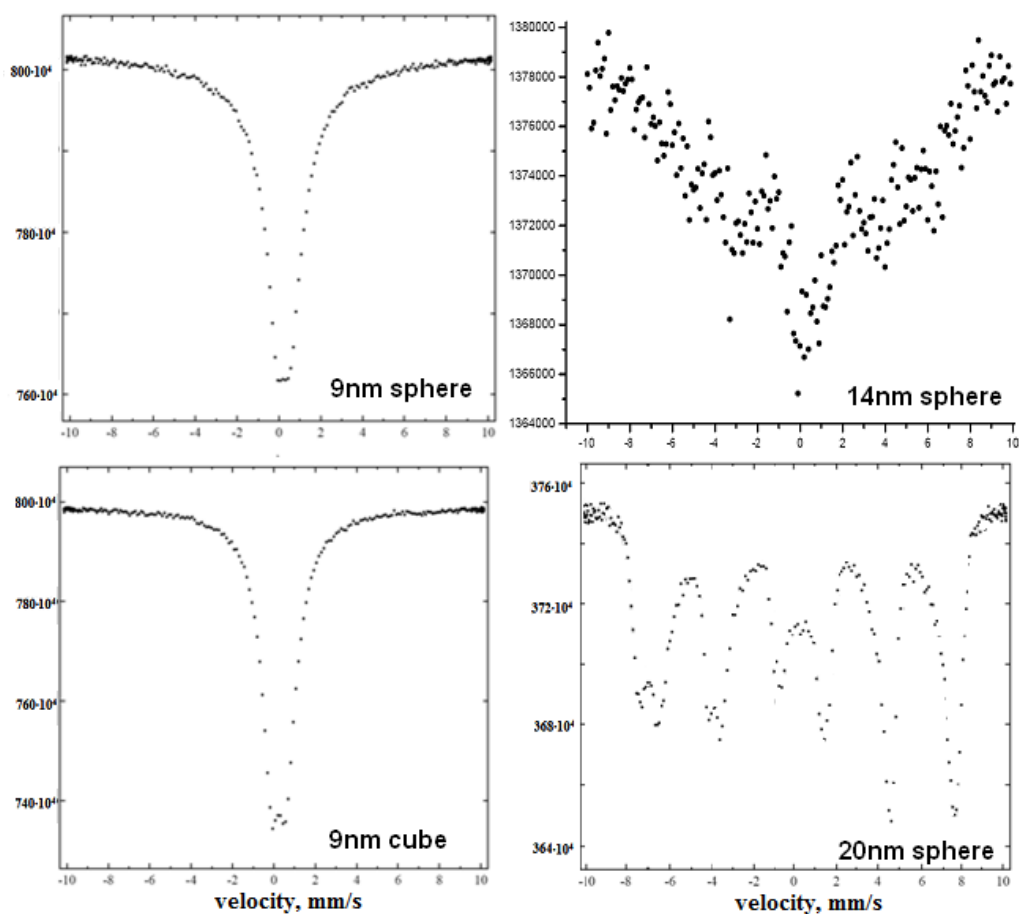 800·10⁴
780·10⁴
760·10⁴
9nm sphere
-10 -8 -6 -4 -2 0 2 4 6 8 10
1380000
1378000
1376000
1374000
1372000
1370000
1368000
1366000
1364000
14nm sphere
-10 -8 -6 -4 -2 0 2 4 6 8 10
800·10⁴
780·10⁴
760·10⁴
740·10⁴
9nm cube
-10 -8 -6 -4 -2 0 2 4 6 8 10
velocity, mm/s
376·10⁴
372·10⁴
368·10⁴
364·10⁴
20nm sphere
-10 -8 -6 -4 -2 0 2 4 6 8 10
velocity, mm/s